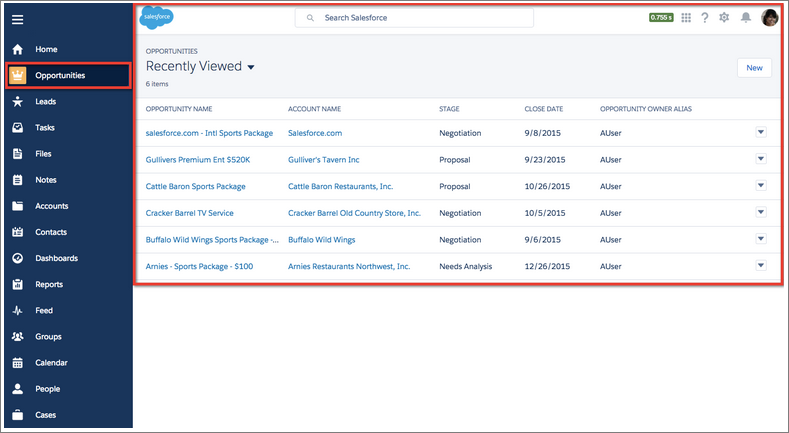 salesforce
Search Salesforce
0.755 s
Home
Opportunities
Leads
Tasks
Files
Notes
Accounts
Contacts
Dashboards
Reports
Feed
Groups
Calendar
People
Cases
OPPORTUNITIES
Recently Viewed
6 items
New
OPPORTUNITY NAME ACCOUNT NAME STAGE CLOSE DATE OPPORTUNITY OWNER ALIAS
salesforce.com - Intl Sports Package Salesforce.com Negotiation 9/8/2015 AUser
Gullivers Premium Ent $520K Gulliver's Tavern Inc Proposal 9/23/2015 AUser
Cattle Baron Sports Package Cattle Baron Restaurants, Inc. Proposal 10/26/2015 AUser
Cracker Barrel TV Service Cracker Barrel Old Country Store, Inc. Negotiation 10/5/2015 AUser
Buffalo Wild Wings Sports Package -... Buffalo Wild Wings Negotiation 9/6/2015 AUser
Arnies - Sports Package - $100 Arnies Restaurants Northwest, Inc. Needs Analysis 12/26/2015 AUser